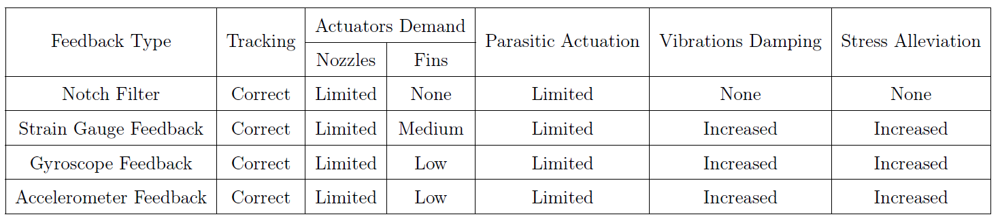 Feedback Type Tracking Actuators Demand Parasitic Actuation Vibrations Damping Stress Alleviation
Nozzles Fins
Notch Filter Correct Limited None Limited None None
Strain Gauge Feedback Correct Limited Medium Limited Increased Increased
Gyroscope Feedback Correct Limited Low Limited Increased Increased
Accelerometer Feedback Correct Limited Low Limited Increased Increased